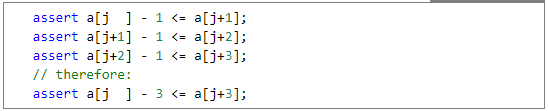 assert a[j  ] - 1 <= a[j+1];
assert a[j+1] - 1 <= a[j+2];
assert a[j+2] - 1 <= a[j+3];
// therefore:
assert a[j  ] - 3 <= a[j+3];